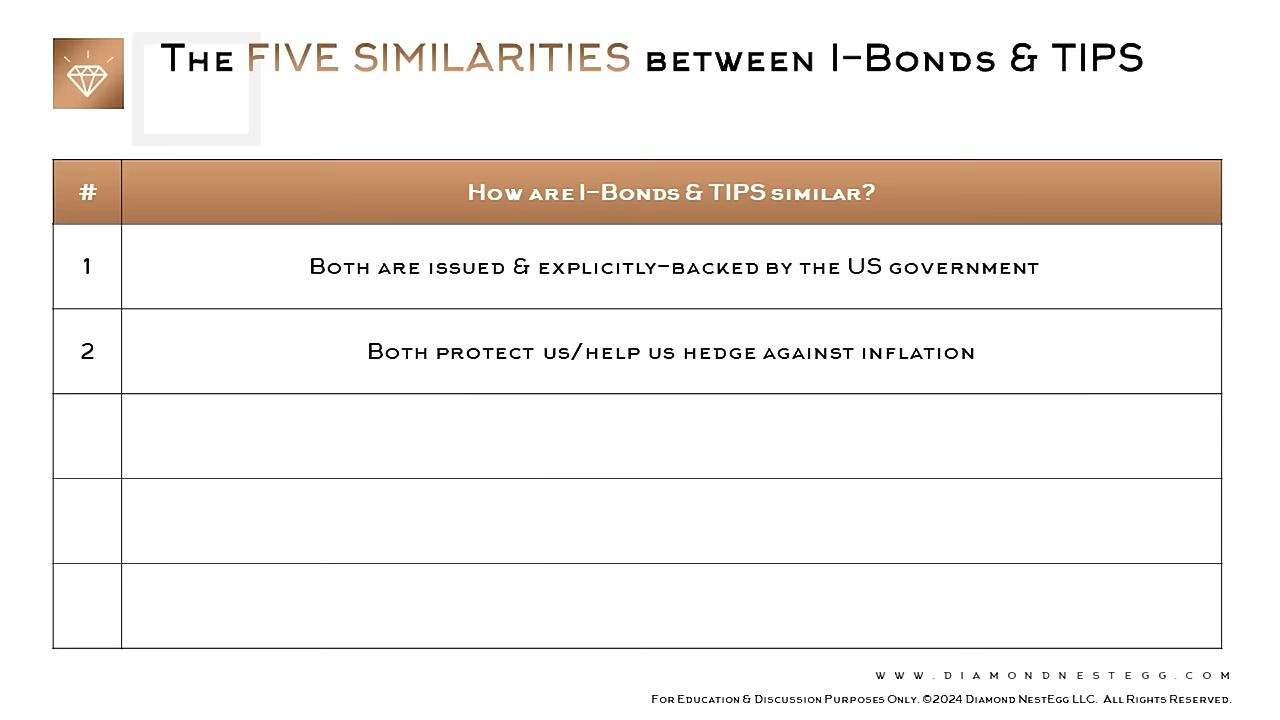 The FIVE SIMILARITIES between I-Bonds & TIPS
# How are I-Bonds & TIPS similar?
1 Both are issued & explicitly-backed by the US government
2 Both protect us/help us hedge against inflation
WWW.DIAMONDNESTEGG.COM
For Education & Discussion Purposes Only. ©2024 Diamond NestEgg LLC. All Rights Reserved.